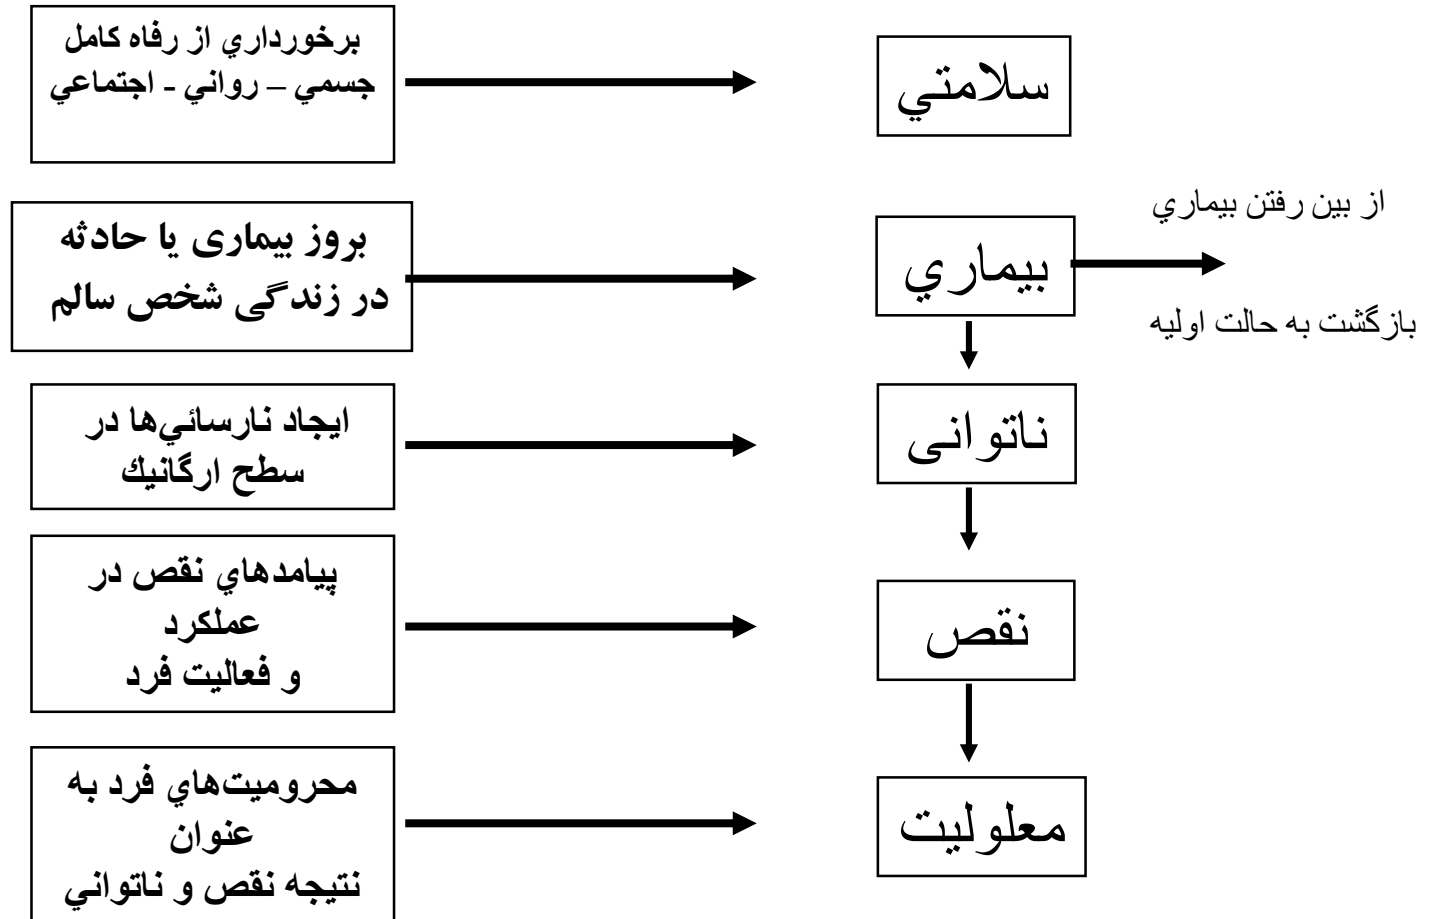 برخورداري از رفاه كامل
جسمي – رواني - اجتماعي
سلامتي
بروز بیماری یا حادثه
در زندگی شخص سالم
بيماري
از بين رفتن بيماري
بازگشت به حالت اوليه
ايجاد نارسائي‌ها در
سطح ارگانيك
ناتوانی
پيامدهاي نقص در
عملكرد
و فعاليت فرد
نقص
محروميت‌هاي فرد به
عنوان
نتيجه نقص و ناتواني
معلوليت